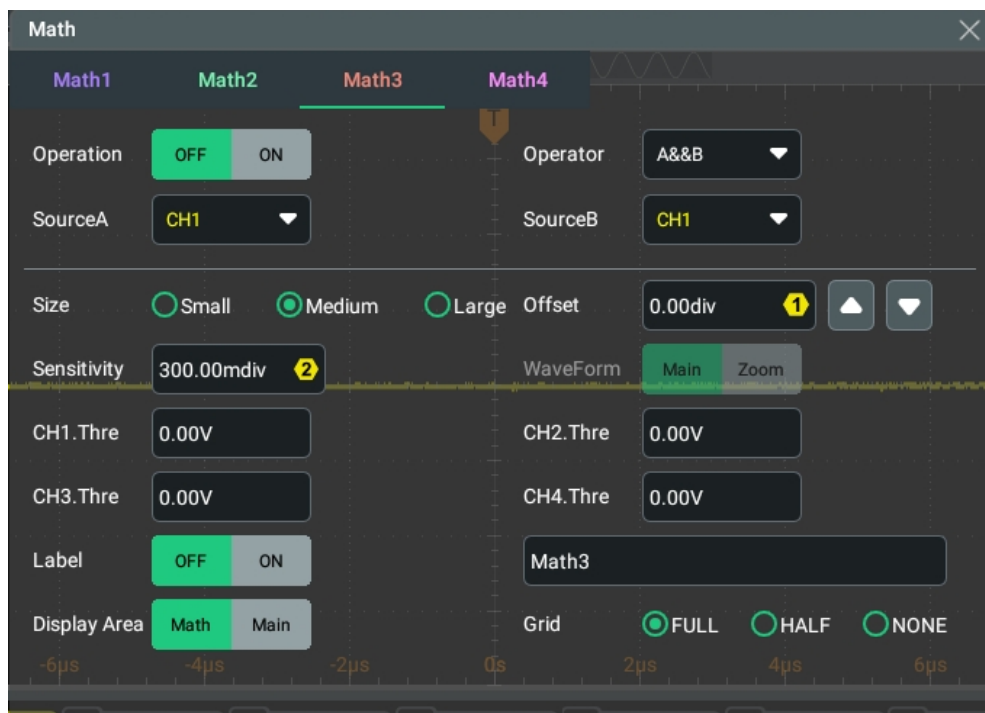 Math
Math1 Math2 Math3 Math4
T
Operation OFF ON Operator A&&B
SourceA CH1 SourceB CH1
Size Small Medium Large Offset 0.00div 1
Sensitivity 300.00mdiv 2 WaveForm Main Zoom
CH1.Thre 0.00V CH2.Thre 0.00V
CH3.Thre 0.00V CH4.Thre 0.00V
Label OFF ON Math3
Display Area Math Main Grid FULL HALF NONE
-6µs -4µs -2µs 0s 2µs 4µs 6µs